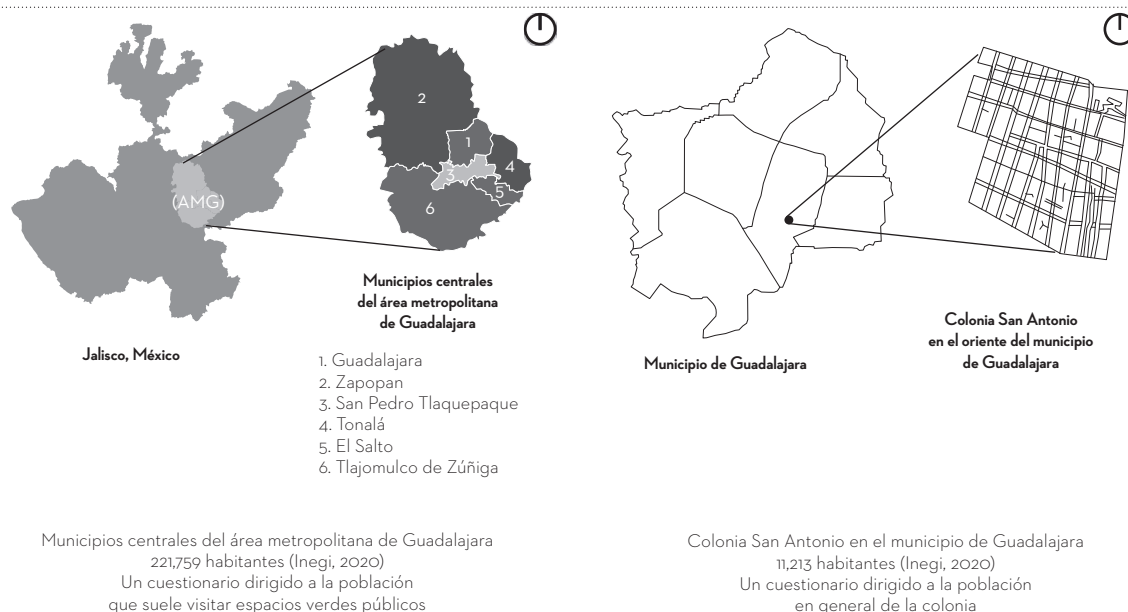 (AMG)
2
1
3
4
5
6
Municipios centrales
del área metropolitana
de Guadalajara
Jalisco, México
1. Guadalajara
2. Zapopan
3. San Pedro Tlaquepaque
4. Tonalá
5. El Salto
6. Tlajomulco de Zúñiga
Municipios centrales del área metropolitana de Guadalajara
221,759 habitantes (Inegi, 2020)
Un cuestionario dirigido a la población
que suele visitar espacios verdes públicos
Municipio de Guadalajara
Colonia San Antonio
en el oriente del municipio
de Guadalajara
Colonia San Antonio en el municipio de Guadalajara
11,213 habitantes (Inegi, 2020)
Un cuestionario dirigido a la población
en general de la colonia